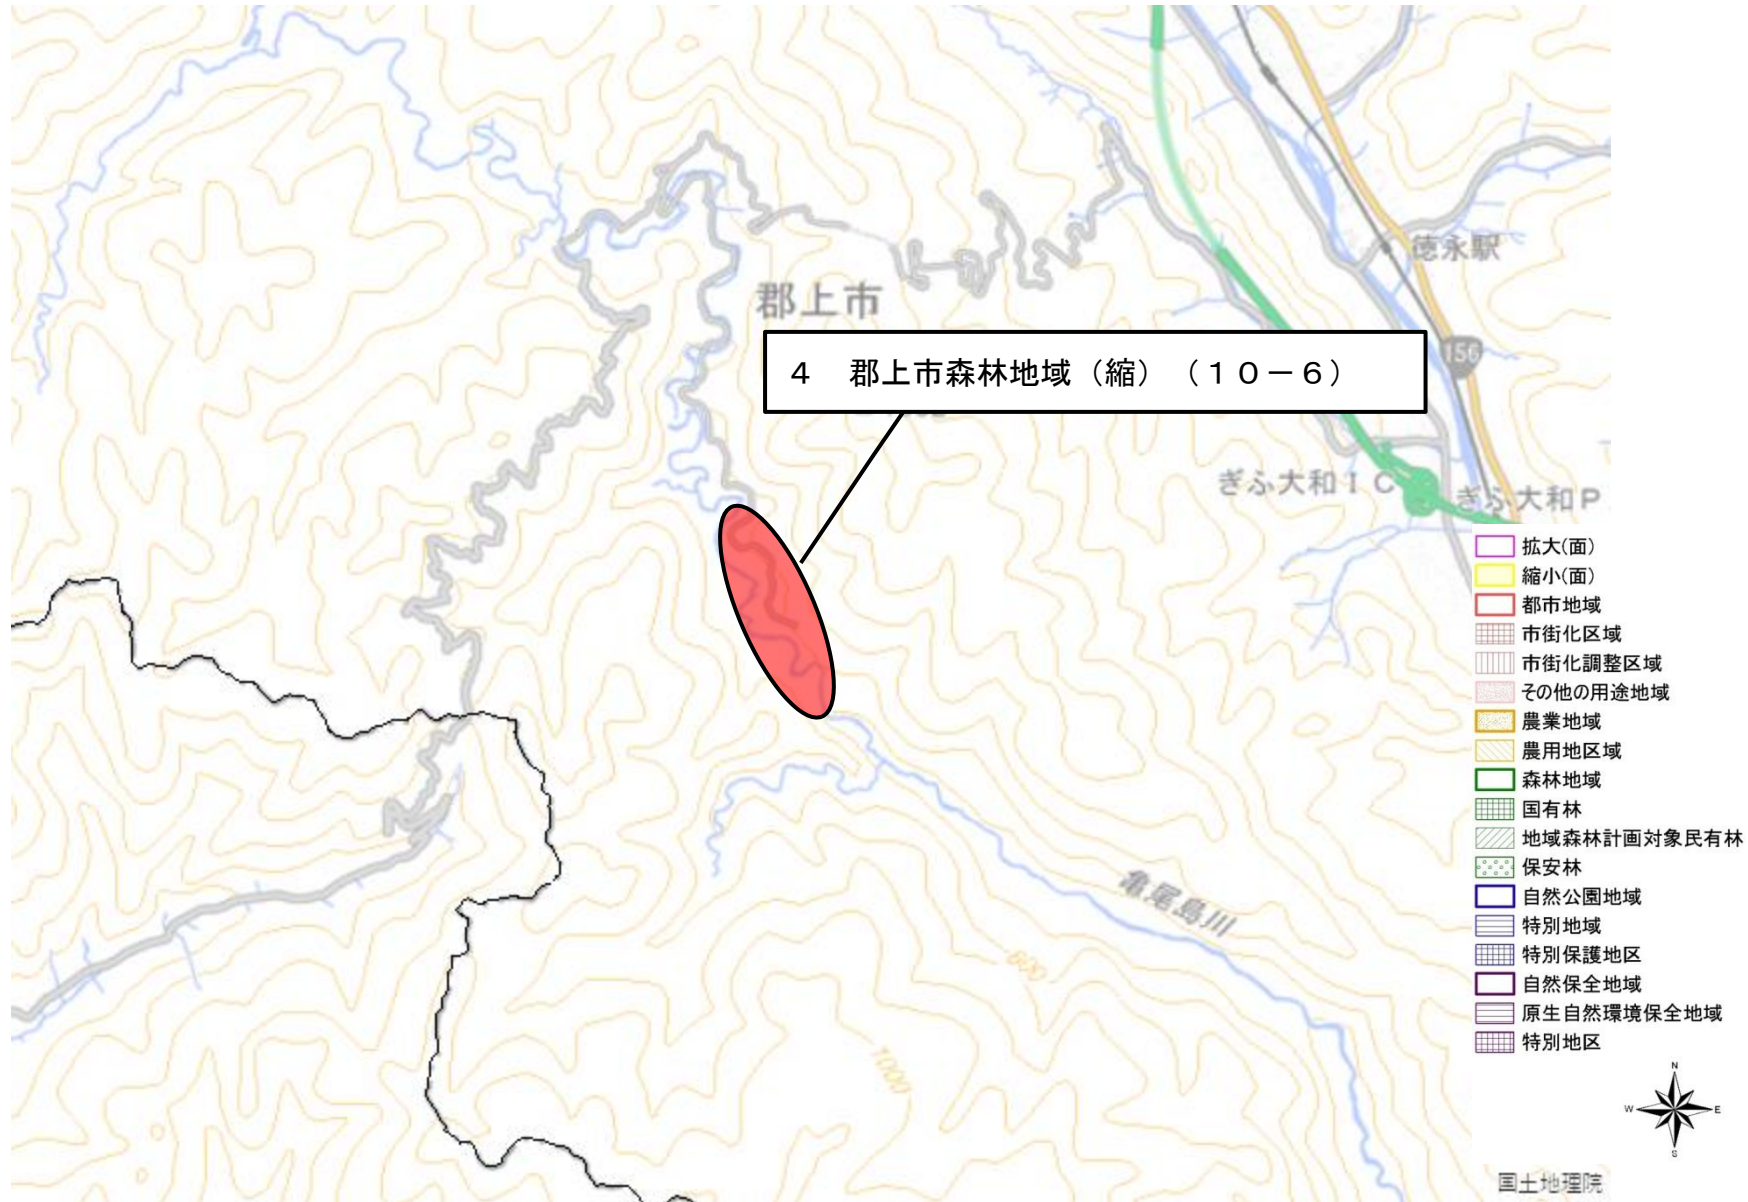 徳永駅
郡上市
156
4　郡上市森林地域（縮）（１０－６）
ぎふ大和ＩＣ
ぎふ大和P
拡大(面)
縮小(面)
都市地域
市街化区域
市街化調整区域
その他の用途地域
農業地域
農用地区域
森林地域
国有林
地域森林計画対象民有林
保安林
自然公園地域
特別地域
特別保護地区
自然保全地域
原生自然環境保全地域
特別地区
亀尾島川
600
1000
N
W
E
S
国土地理院